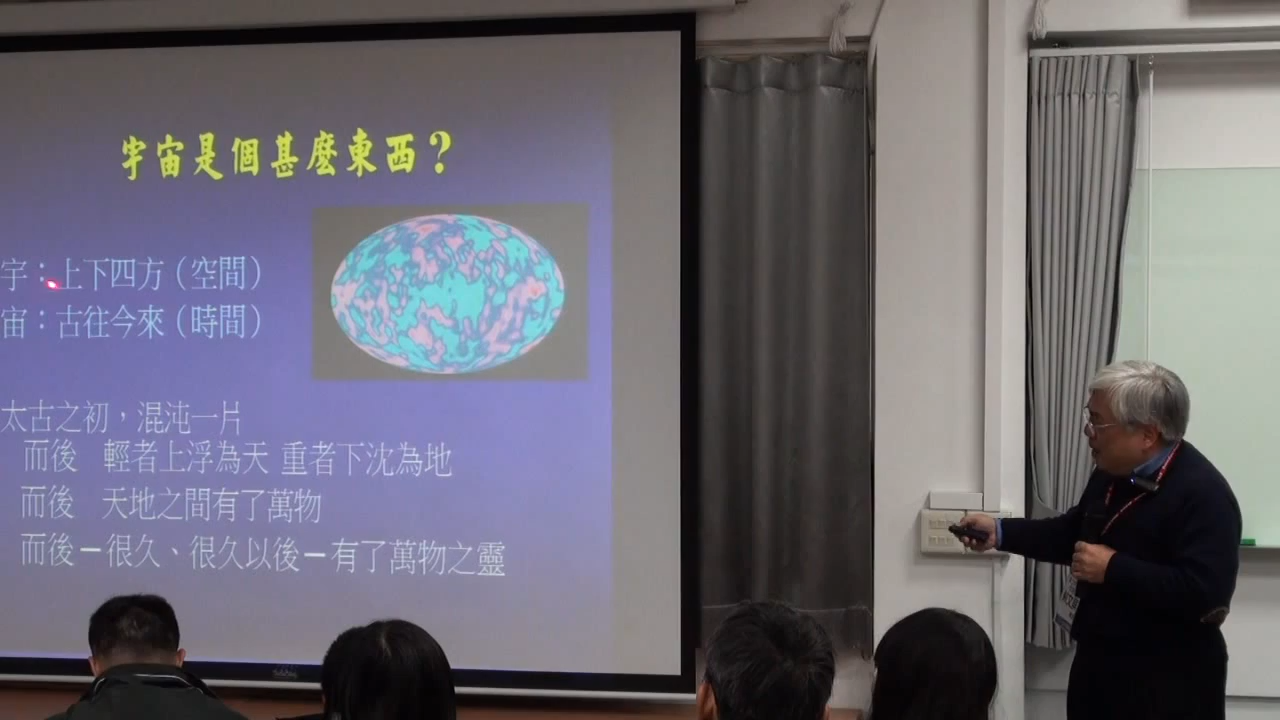 宇宙是個甚麼東西？
宇：上下四方（空間）
宙：古往今來（時間）
太古之初，混沌一片
而後 輕者上浮為天 重者下沈為地
而後 天地之間有了萬物
而後－很久、很久以後－有了萬物之靈